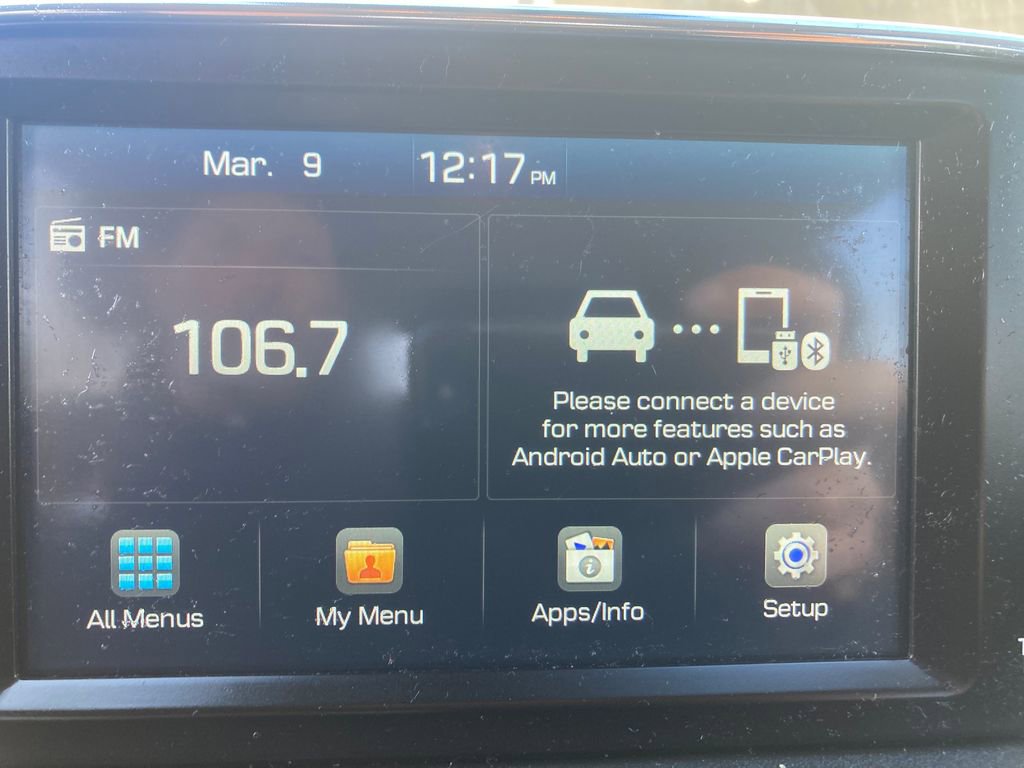 Mar. 9 12:17 PM
FM
106.7
Please connect a device
for more features such as
Android Auto or Apple CarPlay.
All Menus My Menu Apps/Info Setup